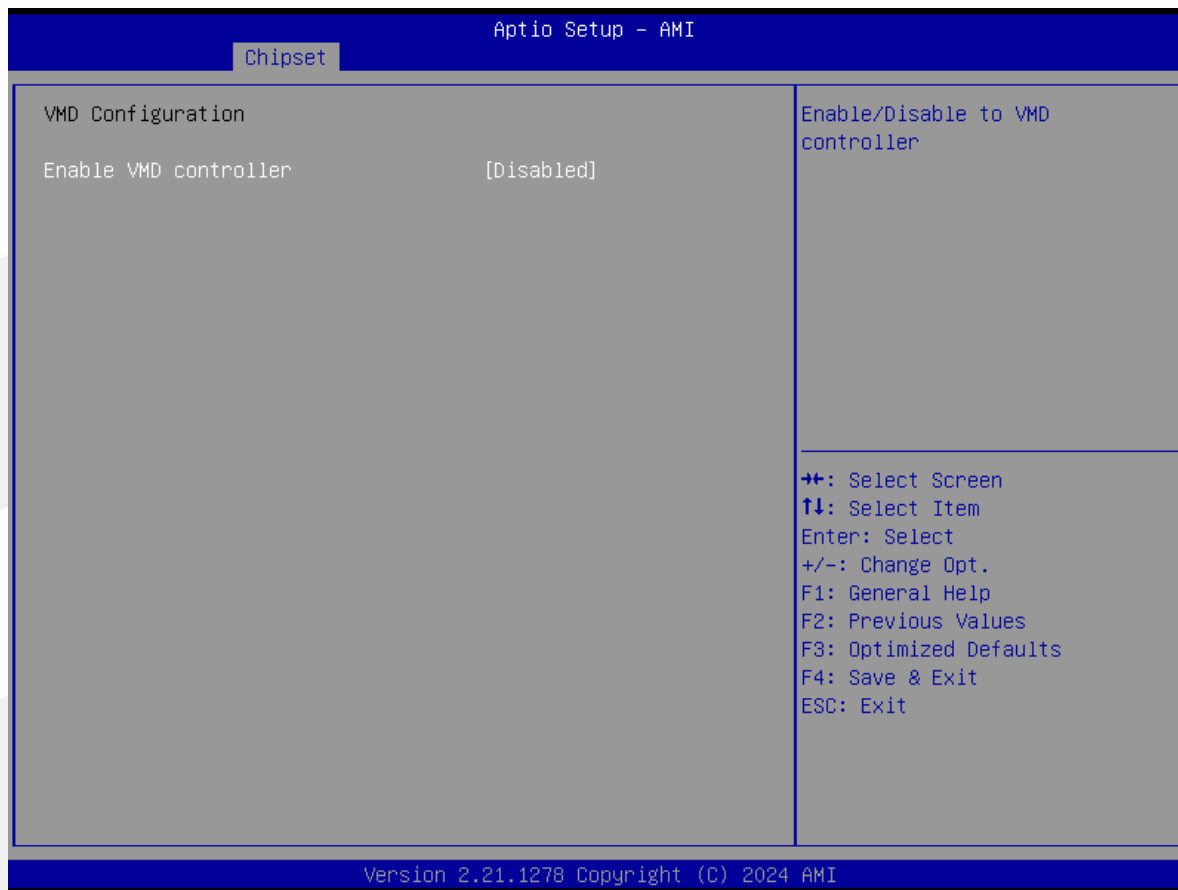 Aptio Setup - AMI
Chipset
VMD Configuration
Enable VMD controller [Disabled]
Enable/Disable to VMD
controller
→←: Select Screen
↑↓: Select Item
Enter: Select
+/-: Change Opt.
F1: General Help
F2: Previous Values
F3: Optimized Defaults
F4: Save & Exit
ESC: Exit
Version 2.21.1278 Copyright (C) 2024 AMI